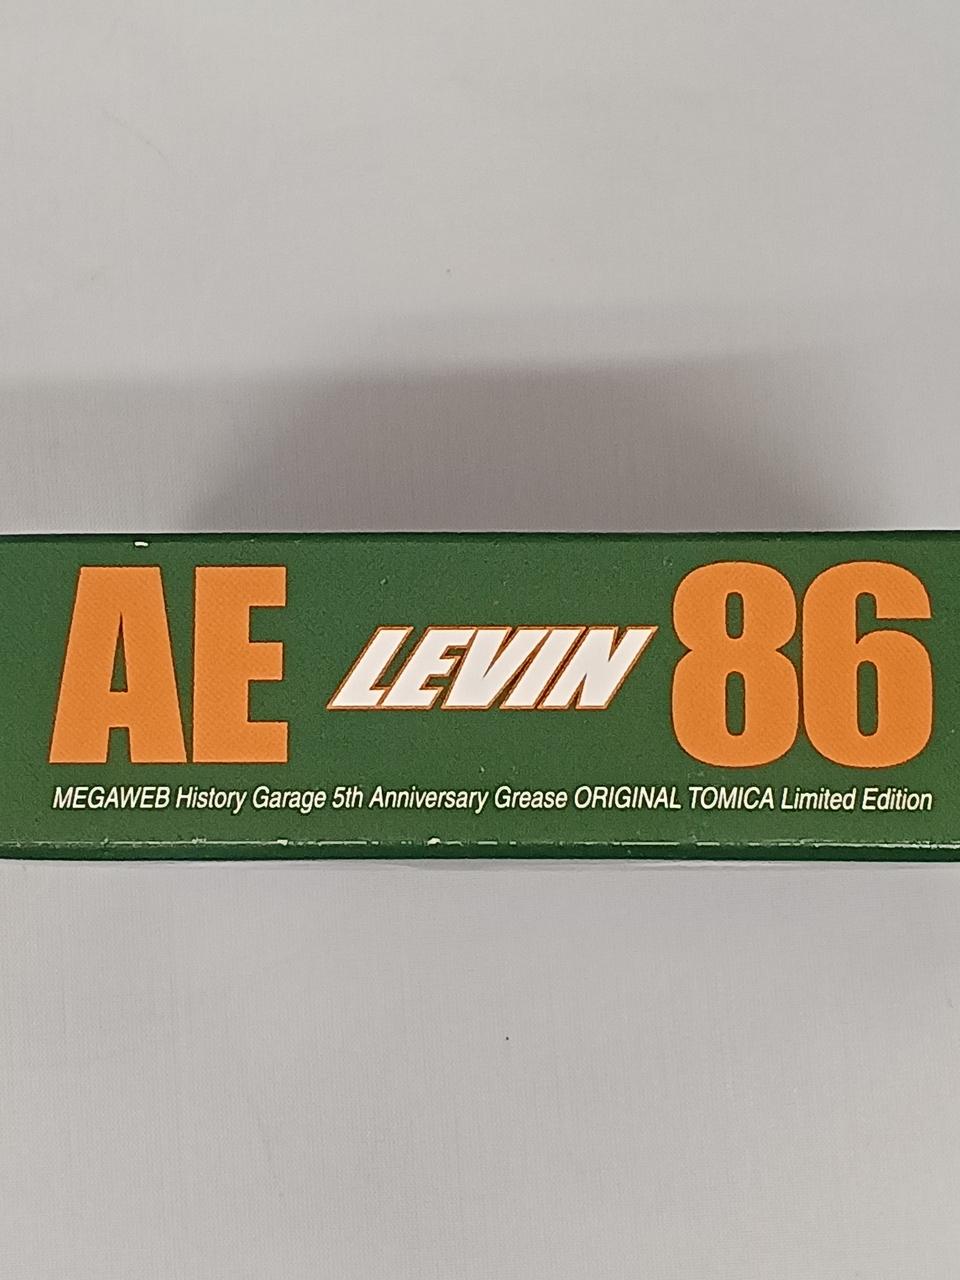 AE LEVIN 86
MEGAWEB History Garage 5th Anniversary Grease ORIGINAL TOMICA Limited Edition